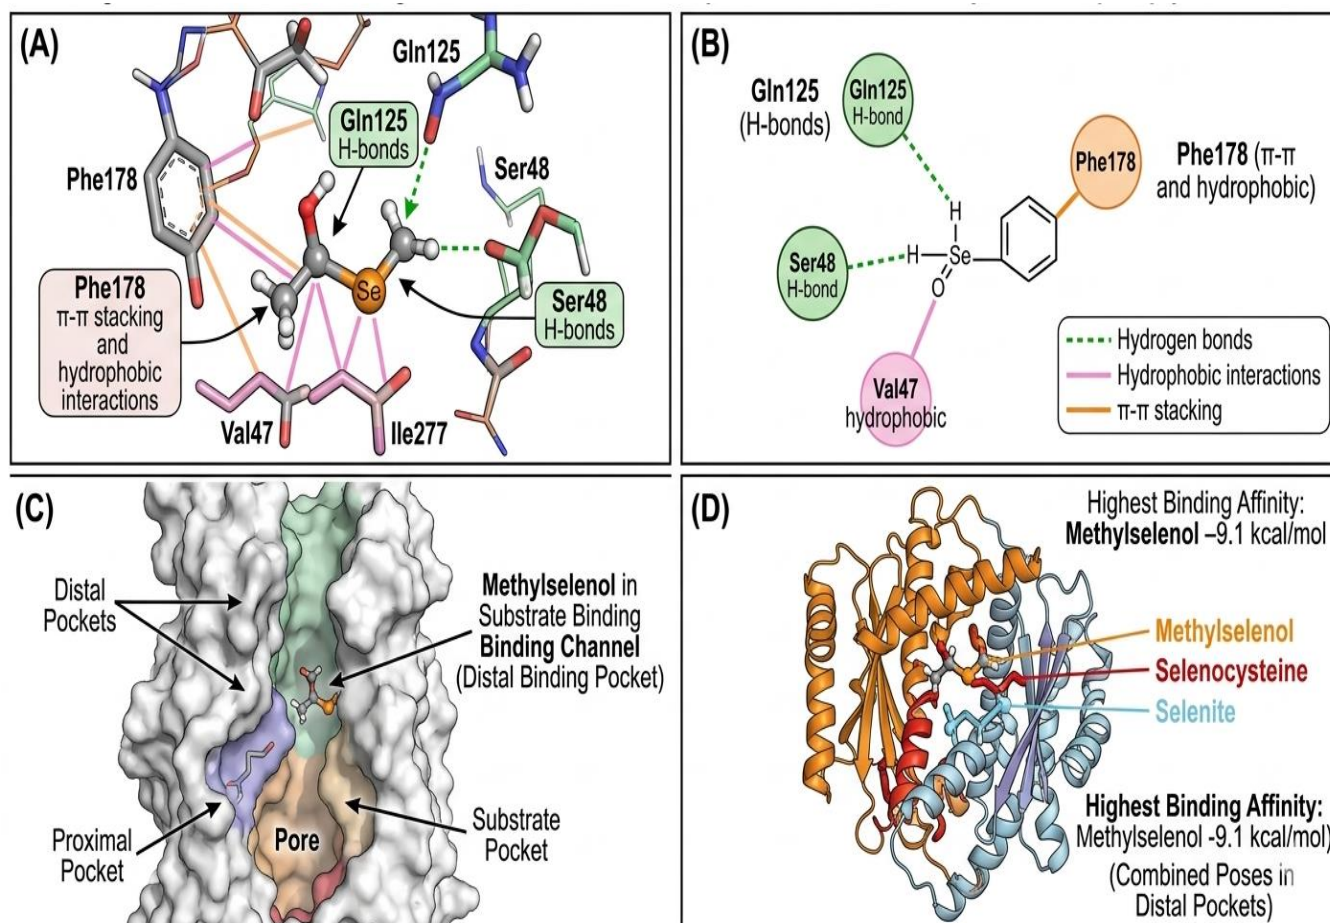 (A)
Gln125
Gln125
H-bonds
Phe178
Ser48
Se
Phe178
π-π stacking
and
hydrophobic
interactions
Ser48
H-bonds
Val47
Ile277
(B)
Gln125
(H-bonds)
Gln125
H-bond
Phe178
Phe178 (π-π
and hydrophobic)
H
Ser48
H-bond
H
Se
O
Val47
hydrophobic
Hydrogen bonds
Hydrophobic interactions
π-π stacking
(C)
Distal
Pockets
Methylselenol in
Substrate Binding
Binding Channel
(Distal Binding Pocket)
Proximal
Pocket
Pore
Substrate
Pocket
(D)
Highest Binding Affinity:
Methylselenol –9.1 kcal/mol
Methylselenol
Selenocysteine
Selenite
Highest Binding Affinity:
Methylselenol -9.1 kcal/mol)
(Combined Poses in
Distal Pockets)